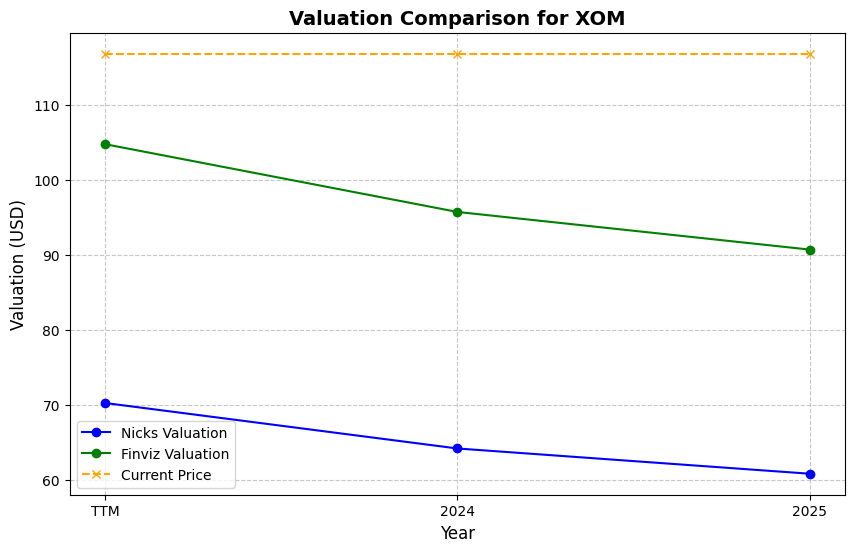 Valuation Comparison for XOM
Valuation (USD)
110
100
90
80
70
60
Nicks Valuation
Finviz Valuation
Current Price
TTM
2024
2025
Year